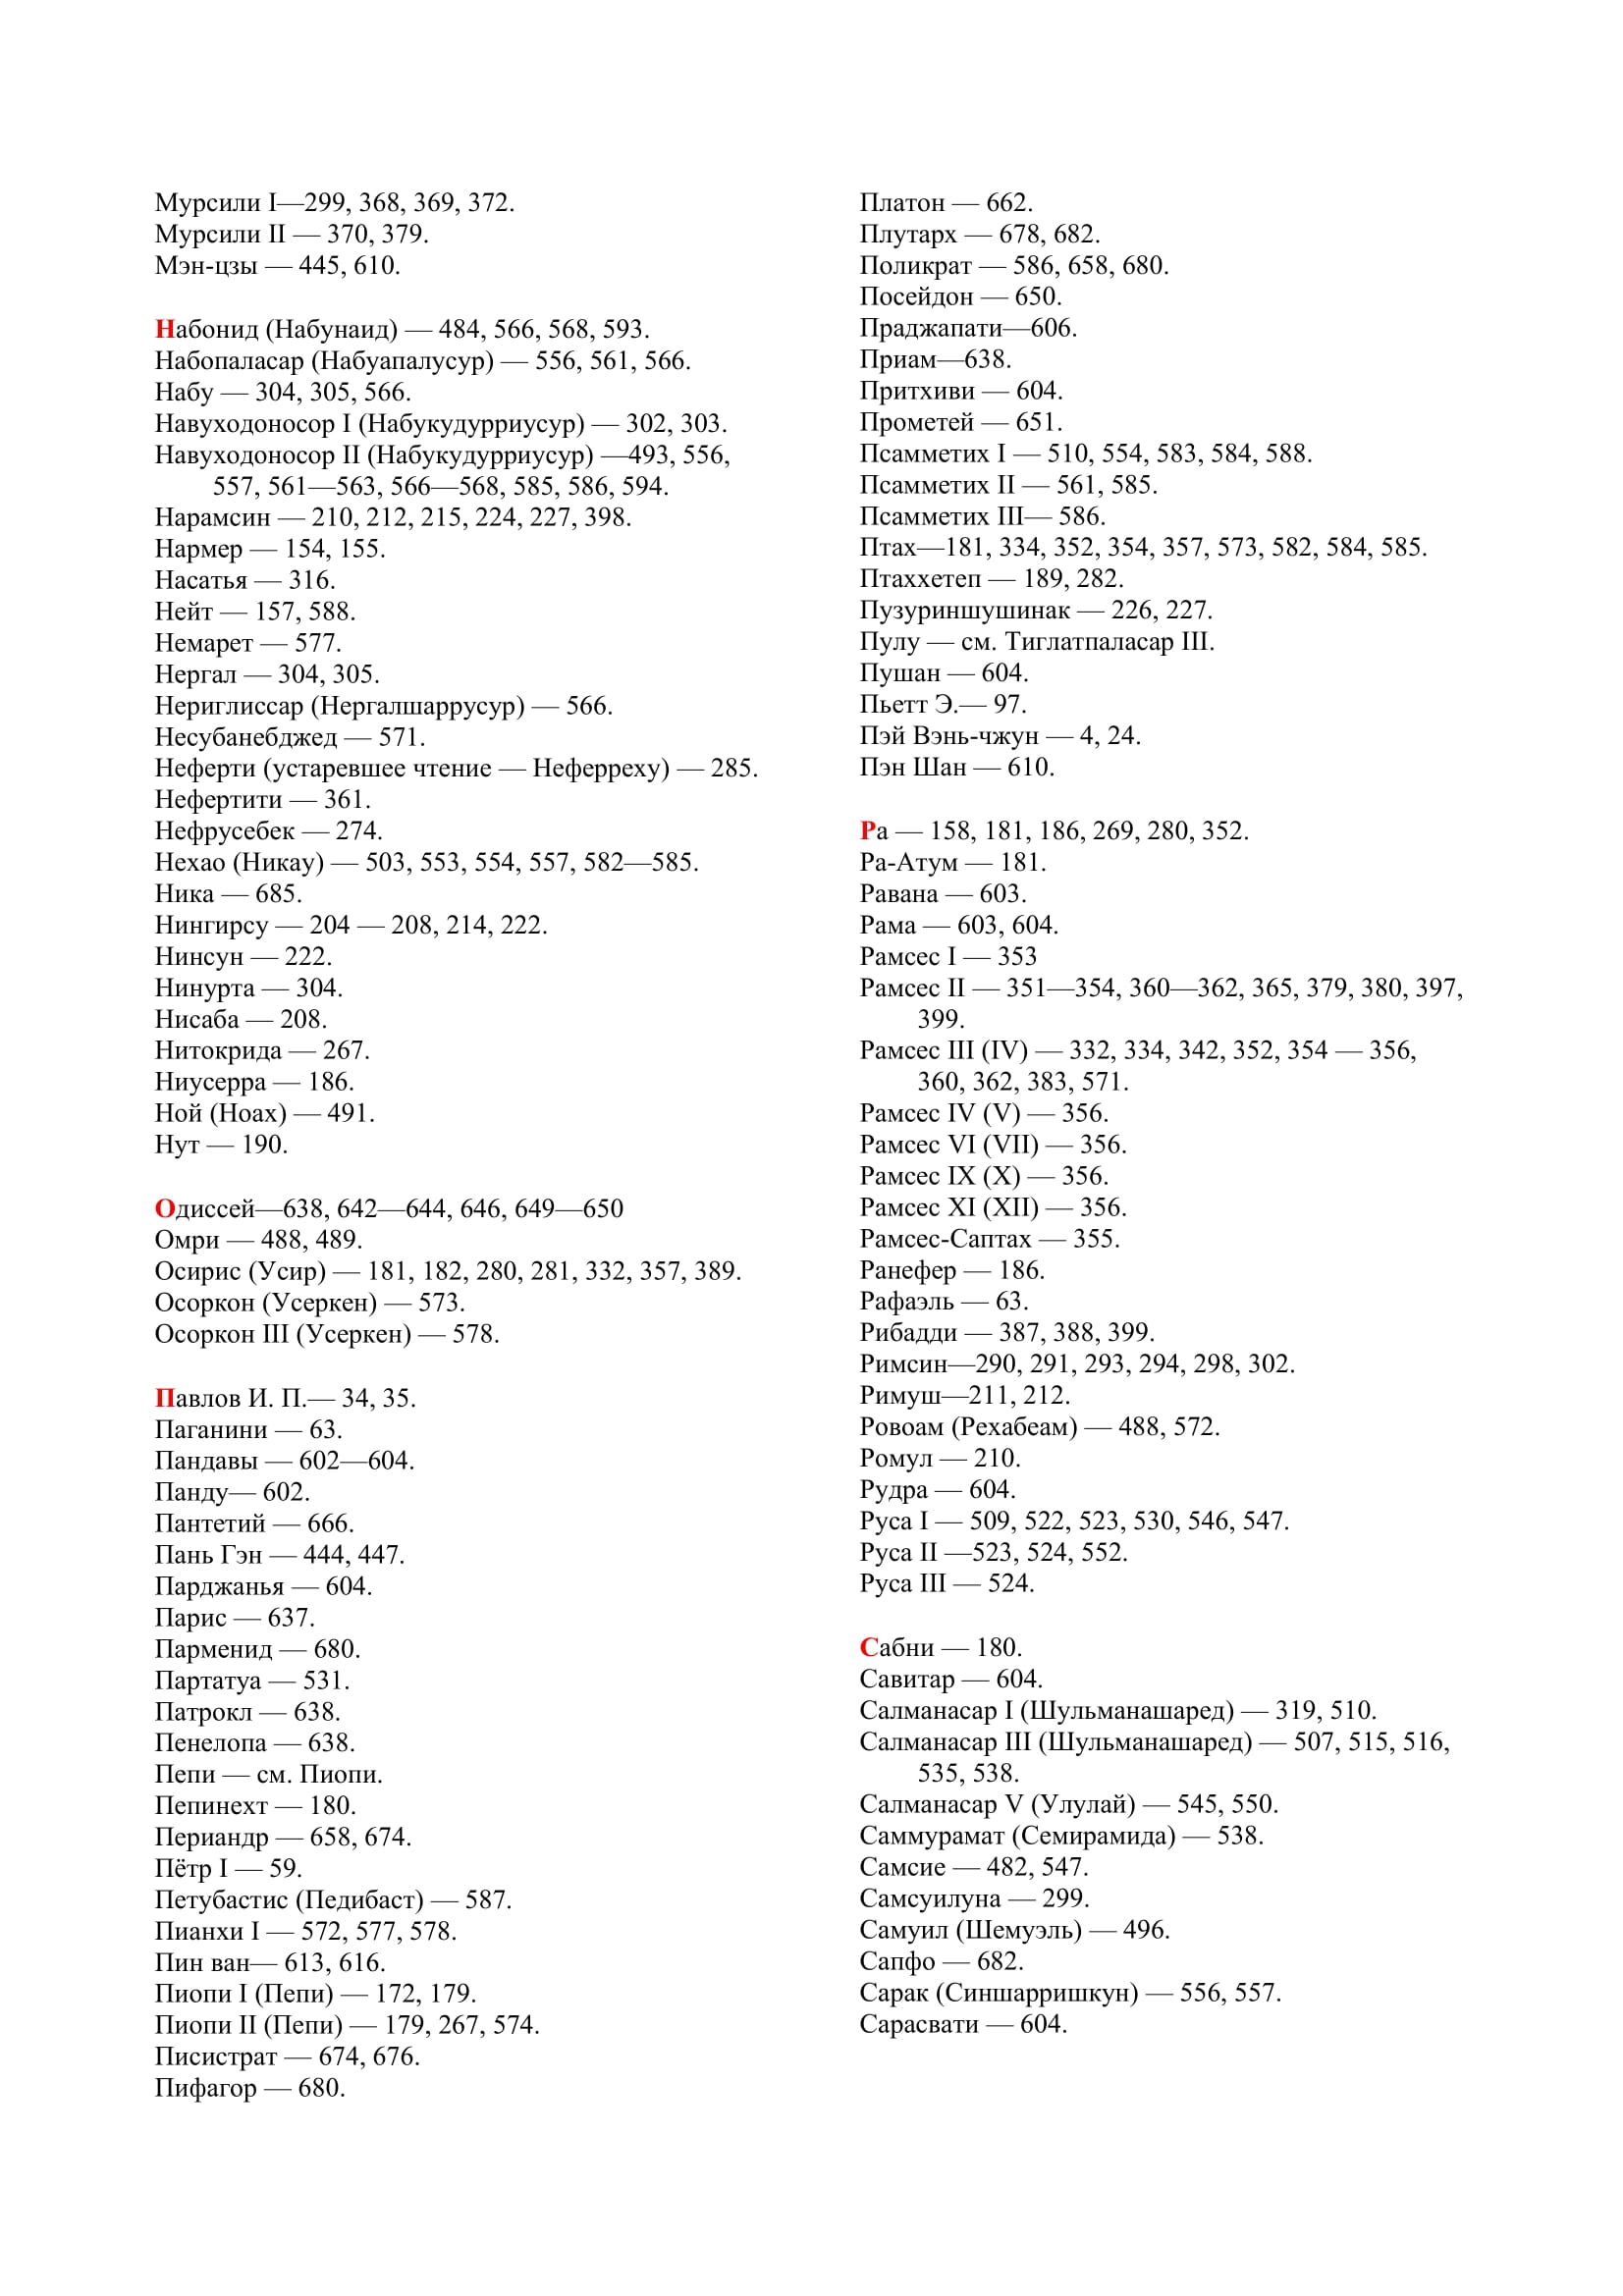 Мурсили I—299, 368, 369, 372.
Мурсили II — 370, 379.
Мэн-цзы — 445, 610.
Набонид (Набунаид) — 484, 566, 568, 593.
Набопаласар (Набуапалусур) — 556, 561, 566.
Набу — 304, 305, 566.
Навуходоносор I (Набукудурриусур) — 302, 303.
Навуходоносор II (Набукудурриусур) —493, 556,
557, 561—563, 566—568, 585, 586, 594.
Нарамсин — 210, 212, 215, 224, 227, 398.
Нармер — 154, 155.
Насатья — 316.
Нейт — 157, 588.
Немарет — 577.
Нергал — 304, 305.
Нериглиссар (Нергалшаррусур) — 566.
Несубанебджед — 571.
Неферти (устаревшее чтение — Неферреху) — 285.
Нефертити — 361.
Нефрусебек — 274.
Нехао (Никау) — 503, 553, 554, 557, 582—585.
Ника — 685.
Нингирсу — 204 — 208, 214, 222.
Нинсун — 222.
Нинурта — 304.
Нисаба — 208.
Нитокрида — 267.
Ниусерра — 186.
Ной (Ноах) — 491.
Нут — 190.
Одиссей—638, 642—644, 646, 649—650
Омри — 488, 489.
Осирис (Усир) — 181, 182, 280, 281, 332, 357, 389.
Осоркон (Усеркен) — 573.
Осоркон III (Усеркен) — 578.
Павлов И. П.— 34, 35.
Паганини — 63.
Пандавы — 602—604.
Панду— 602.
Пантетий — 666.
Пань Гэн — 444, 447.
Парджанья — 604.
Парис — 637.
Парменид — 680.
Партатуа — 531.
Патрокл — 638.
Пенелопа — 638.
Пепи — см. Пиопи.
Пепинехт — 180.
Периандр — 658, 674.
Пётр I — 59.
Петубастис (Педибаст) — 587.
Пианхи I — 572, 577, 578.
Пин ван— 613, 616.
Пиопи I (Пепи) — 172, 179.
Пиопи II (Пепи) — 179, 267, 574.
Писистрат — 674, 676.
Пифагор — 680.
Платон — 662.
Плутарх — 678, 682.
Поликрат — 586, 658, 680.
Посейдон — 650.
Праджапати—606.
Приам—638.
Притхиви — 604.
Прометей — 651.
Псамметих I — 510, 554, 583, 584, 588.
Псамметих II — 561, 585.
Псамметих III— 586.
Птах—181, 334, 352, 354, 357, 573, 582, 584, 585.
Птаххетеп — 189, 282.
Пузуриншушинак — 226, 227.
Пулу — см. Тиглатпаласар III.
Пушан — 604.
Пьетт Э.— 97.
Пэй Вэнь-чжун — 4, 24.
Пэн Шан — 610.
Ра — 158, 181, 186, 269, 280, 352.
Ра-Атум — 181.
Равана — 603.
Рама — 603, 604.
Рамсес I — 353
Рамсес II — 351—354, 360—362, 365, 379, 380, 397,
399.
Рамсес III (IV) — 332, 334, 342, 352, 354 — 356,
360, 362, 383, 571.
Рамсес IV (V) — 356.
Рамсес VI (VII) — 356.
Рамсес IX (X) — 356.
Рамсес XI (XII) — 356.
Рамсес-Саптах — 355.
Ранефер — 186.
Рафаэль — 63.
Рибадди — 387, 388, 399.
Римсин—290, 291, 293, 294, 298, 302.
Римуш—211, 212.
Ровоам (Рехабеам) — 488, 572.
Ромул — 210.
Рудра — 604.
Руса I — 509, 522, 523, 530, 546, 547.
Руса II —523, 524, 552.
Руса III — 524.
Сабни — 180.
Савитар — 604.
Салманасар I (Шульманашаред) — 319, 510.
Салманасар III (Шульманашаред) — 507, 515, 516,
535, 538.
Салманасар V (Улулай) — 545, 550.
Саммурамат (Семирамида) — 538.
Самсие — 482, 547.
Самсуилуна — 299.
Самуил (Шемуэль) — 496.
Сапфо — 682.
Сарак (Синшарришкун) — 556, 557.
Сарасвати — 604.